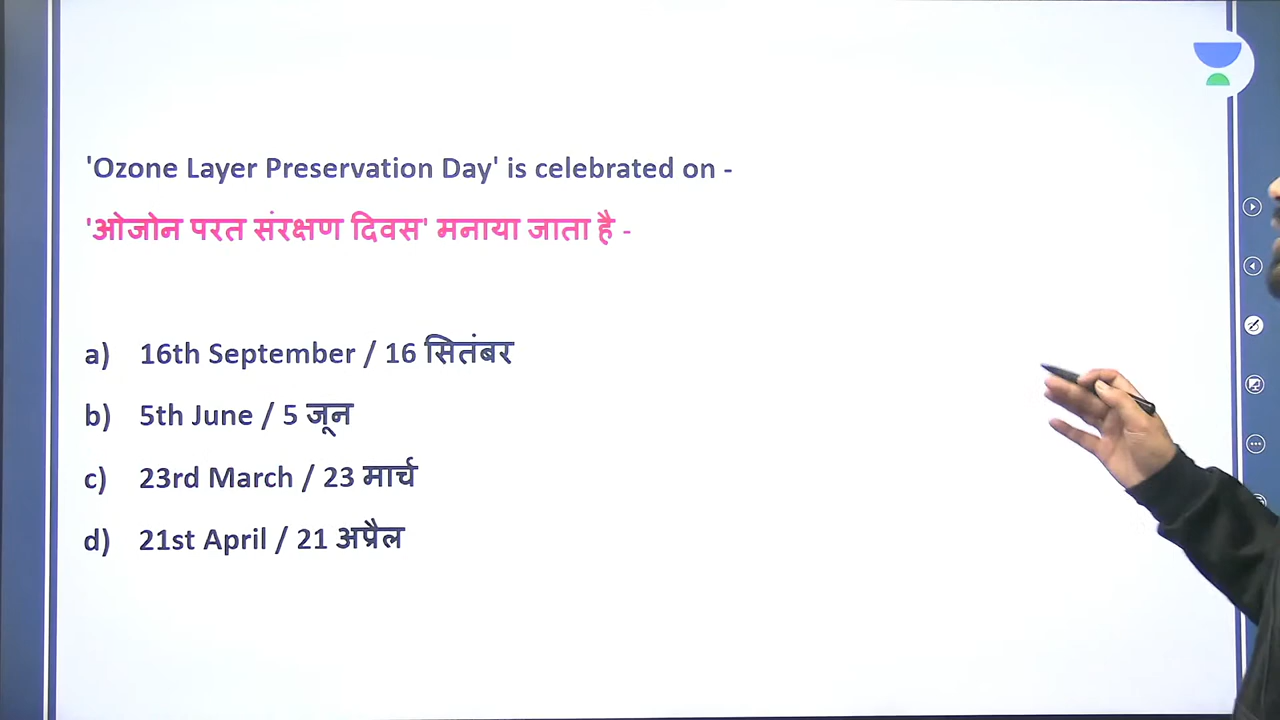 'Ozone Layer Preservation Day' is celebrated on -
'ओजोन परत संरक्षण दिवस' मनाया जाता है -
a) 16th September / 16 सितंबर
b) 5th June / 5 जून
c) 23rd March / 23 मार्च
d) 21st April / 21 अप्रैल